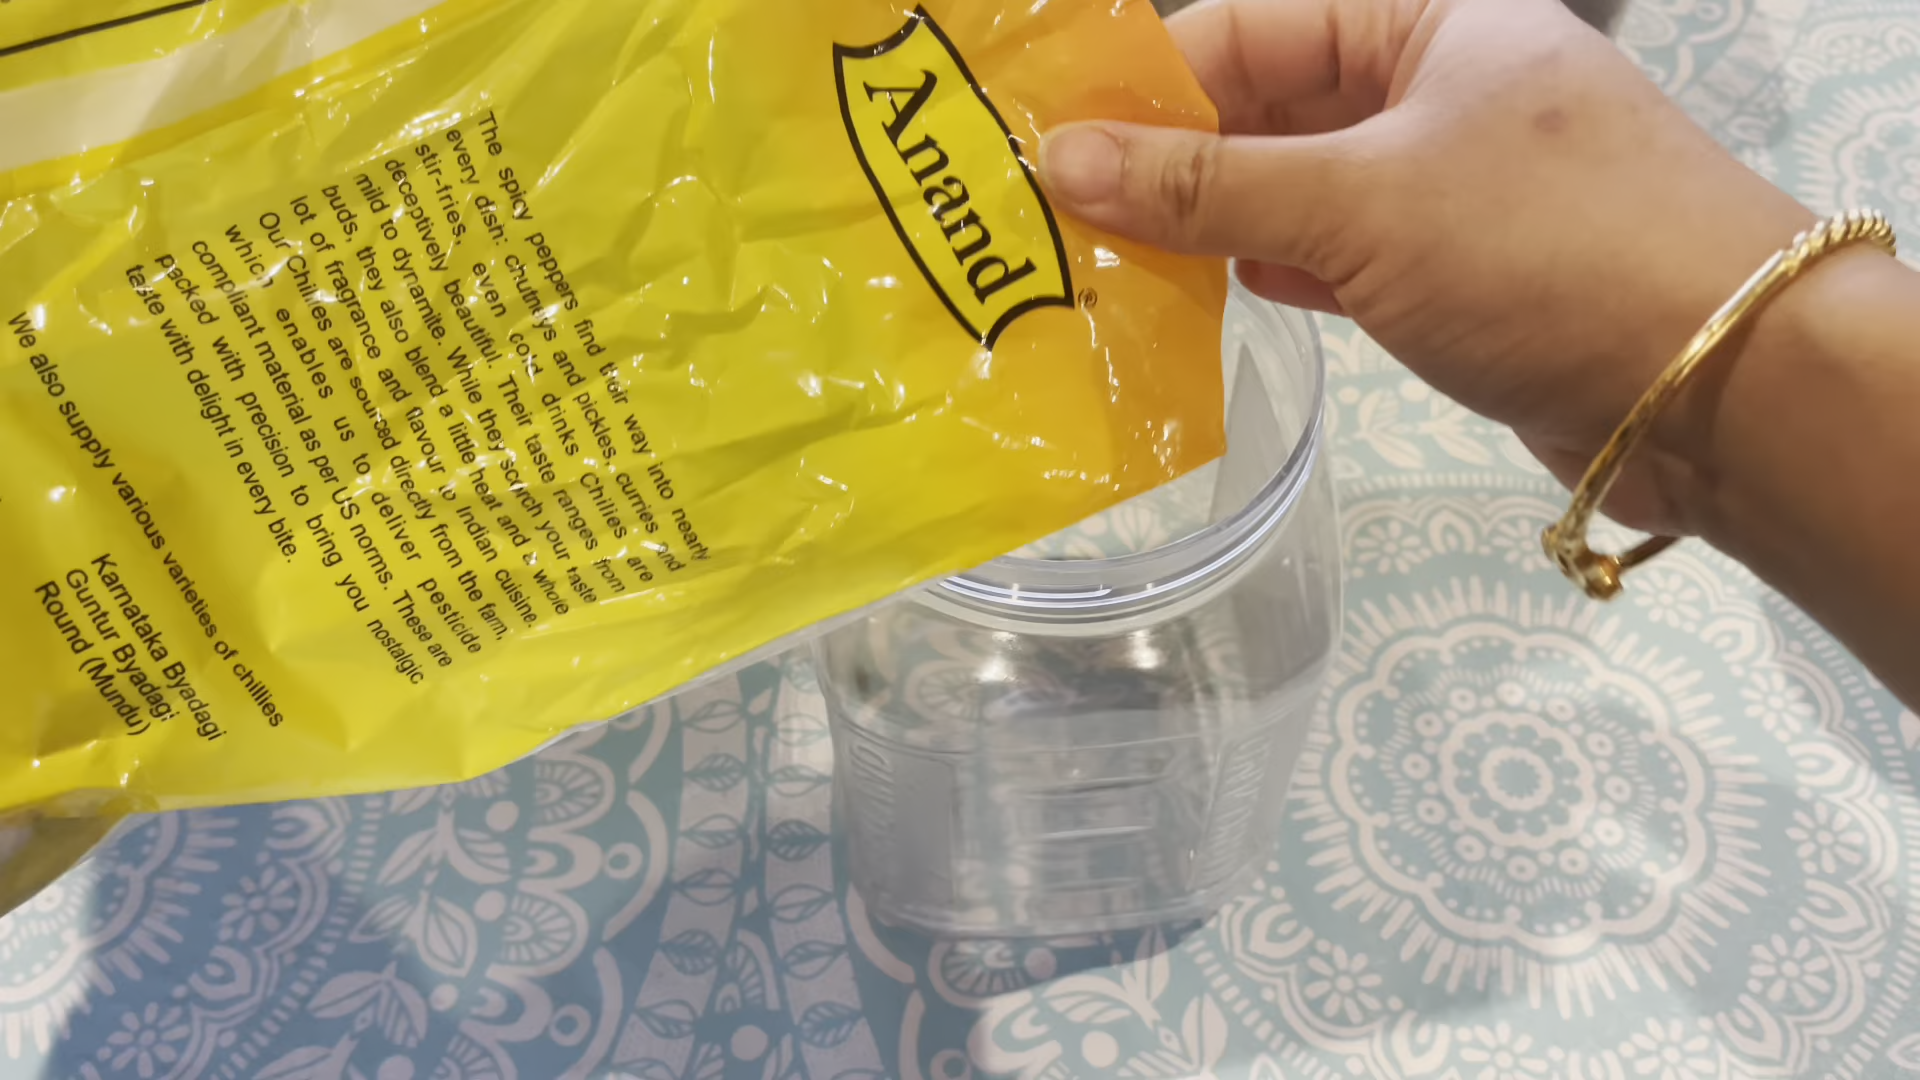 Anand
®
The spicy peppers find their way into nearly
every dish: chutneys and pickles, curries and
stir-fries, even cold drinks. Chillies are
deceptively beautiful. Their taste ranges from
mild to dynamite. While they scorch your taste
buds, they also blend a little heat and a whole
lot of fragrance and flavour to Indian cuisine.
Our Chillies are sourced directly from the farm,
which enables us to deliver pesticide
compliant material as per US norms. These are
packed with precision to bring you nostalgic
taste with delight in every bite.
We also supply various varieties of chillies
Karnataka Byadagi
Guntur Byadagi
Round (Mundu)